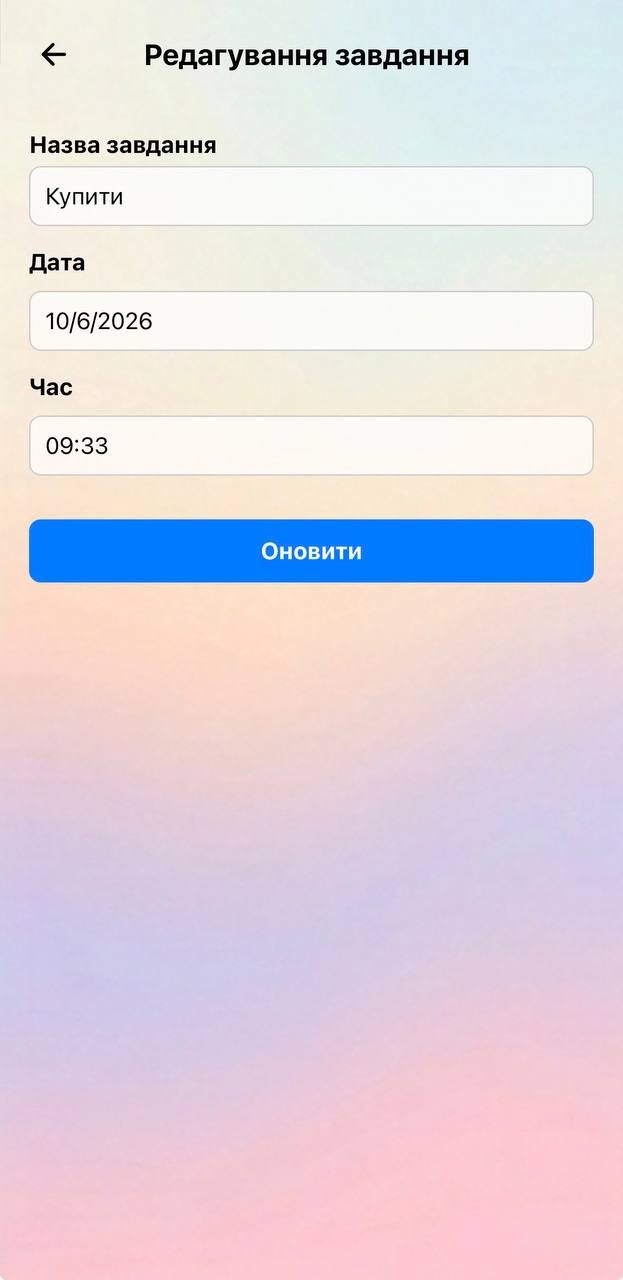 Редагування завдання
Назва завдання
Купити
Дата
10/6/2026
Час
09:33
Оновити